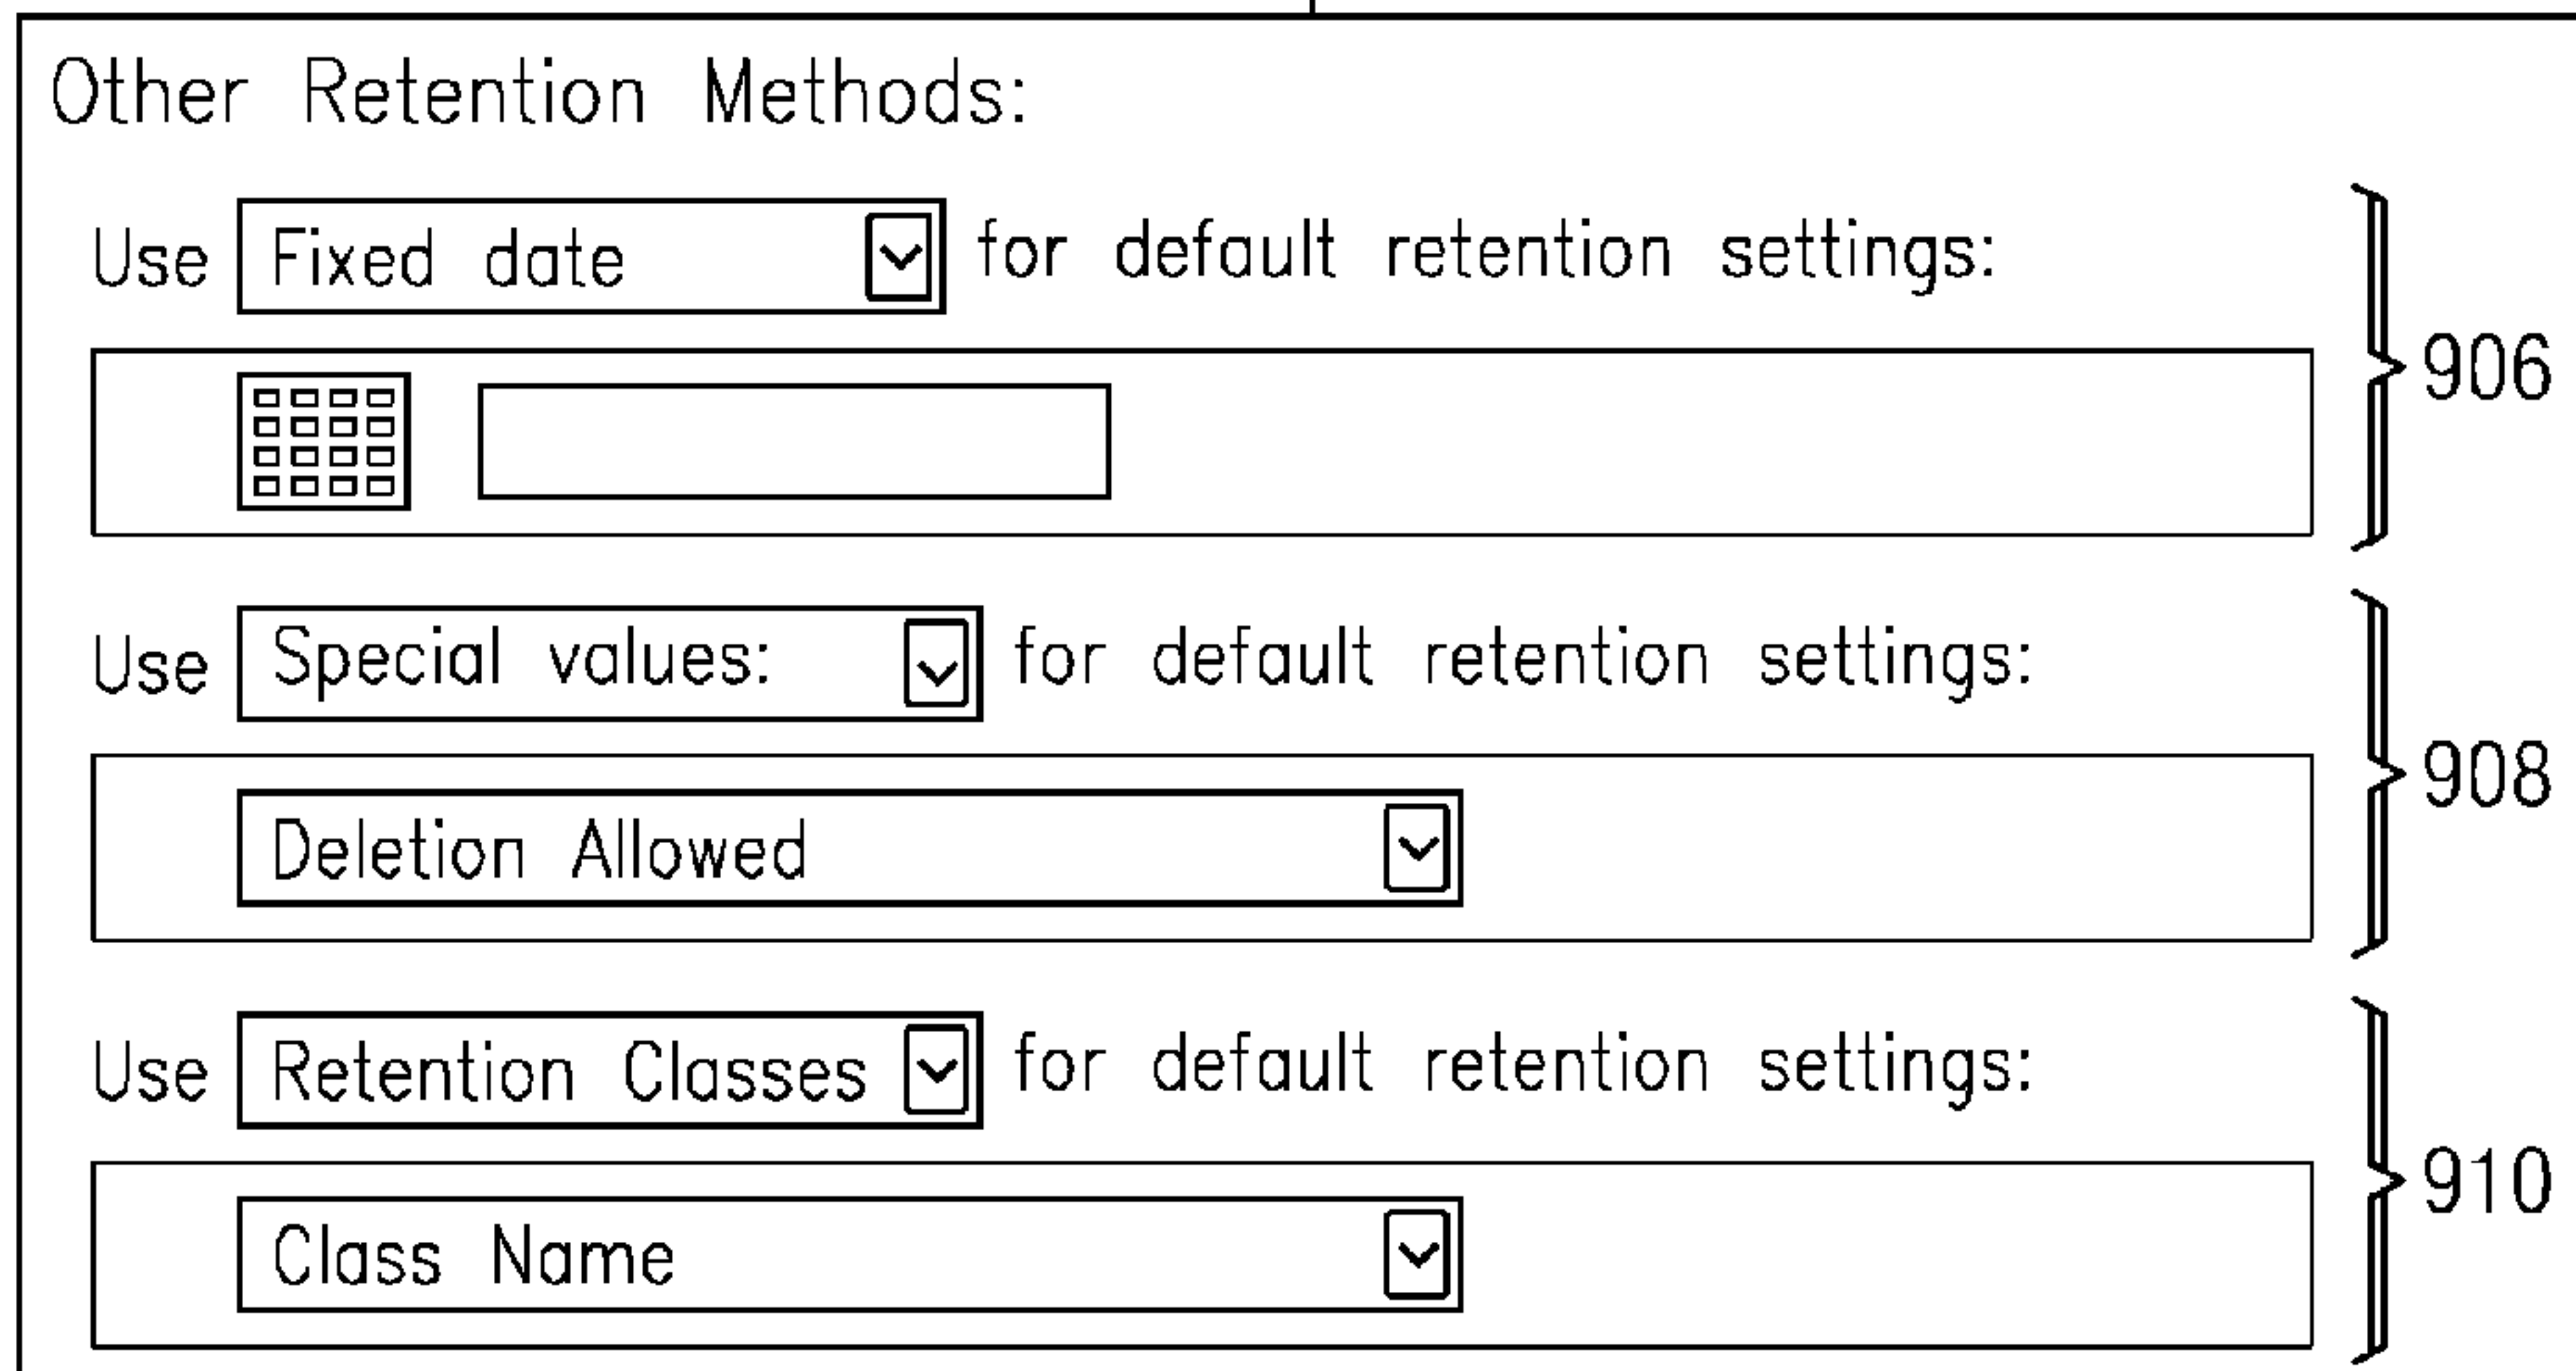 Other Retention Methods:
Use Fixed date for default retention settings:
906
Use Special values: for default retention settings:
908
Deletion Allowed
Use Retention Classes for default retention settings:
910
Class Name